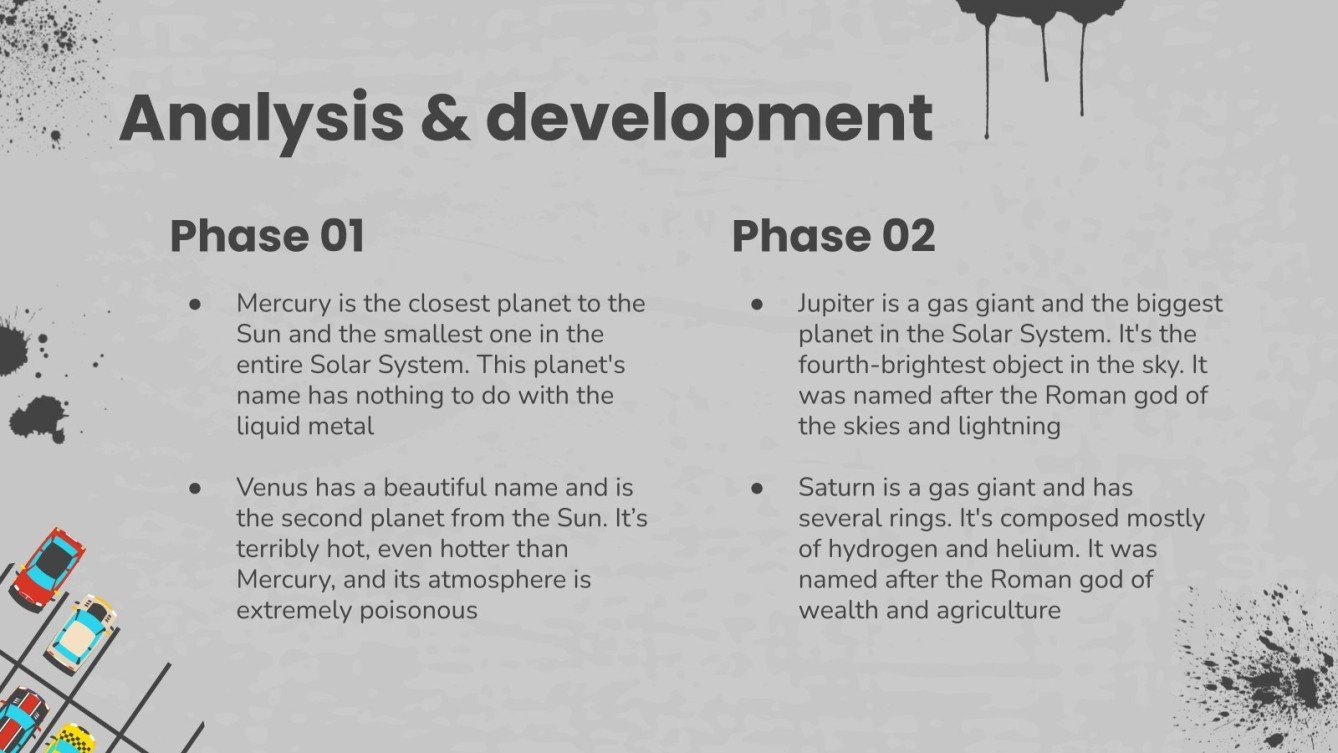 Analysis & development
Phase 01
● Mercury is the closest planet to the
Sun and the smallest one in the
entire Solar System. This planet's
name has nothing to do with the
liquid metal
● Venus has a beautiful name and is
the second planet from the Sun. It’s
terribly hot, even hotter than
Mercury, and its atmosphere is
extremely poisonous
Phase 02
● Jupiter is a gas giant and the biggest
planet in the Solar System. It's the
fourth-brightest object in the sky. It
was named after the Roman god of
the skies and lightning
● Saturn is a gas giant and has
several rings. It's composed mostly
of hydrogen and helium. It was
named after the Roman god of
wealth and agriculture